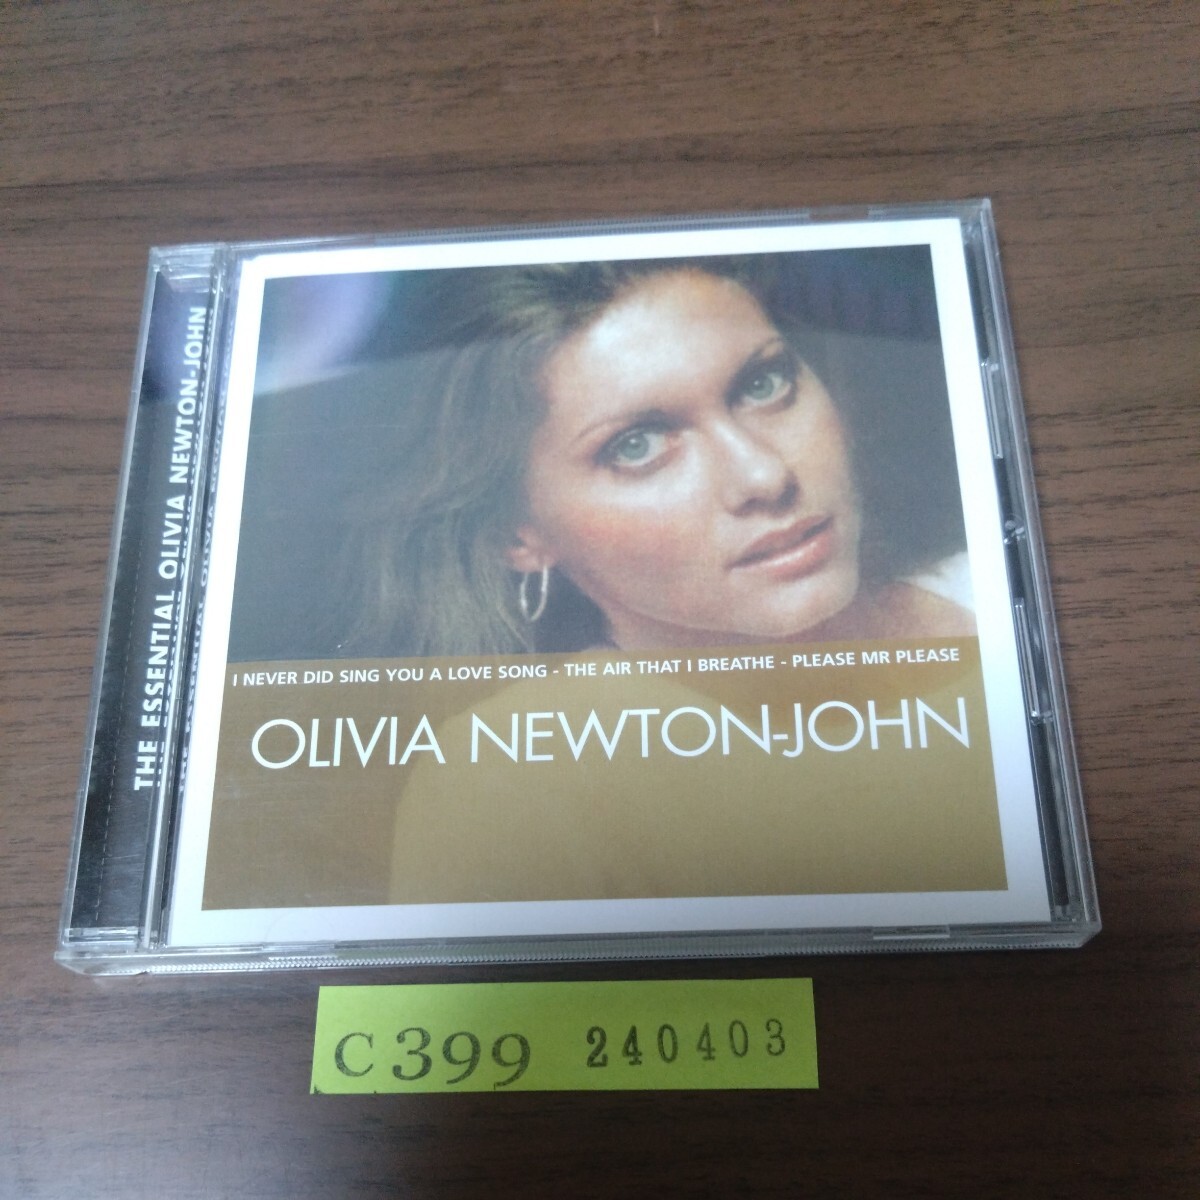 THE ESSENTIAL OLIVIA NEWTON-JOHN
I NEVER DID SING YOU A LOVE SONG - THE AIR THAT I BREATHE - PLEASE MR PLEASE
OLIVIA NEWTON-JOHN
C399 240403